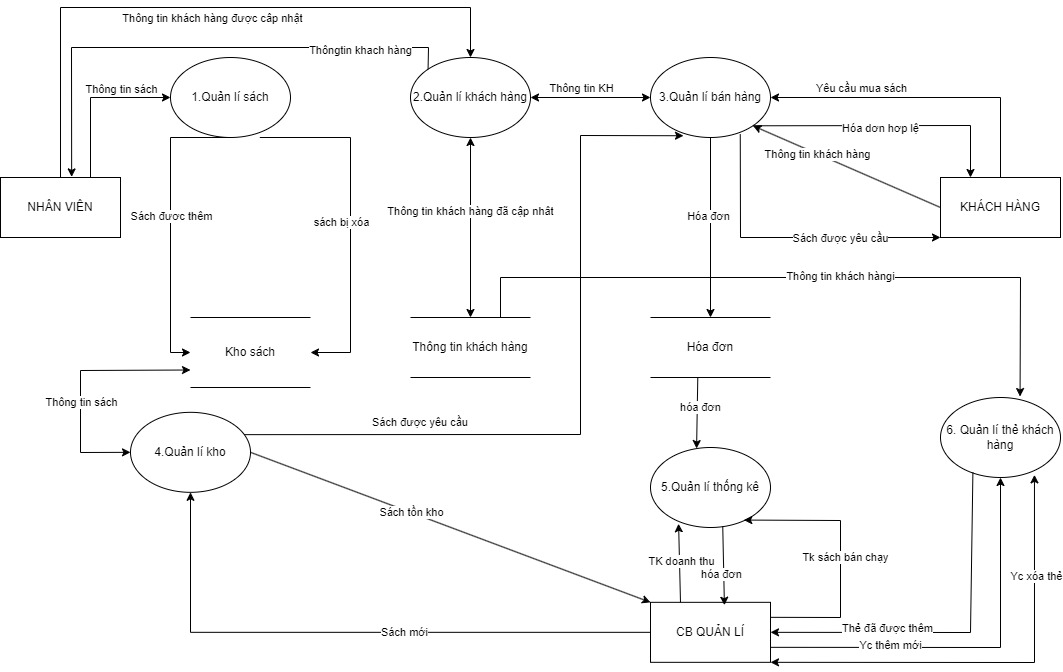 Thông tin khách hàng được câp nhật
Thôngtin khach hàng
Thông tin sách
1.Quản lí sách
2.Quản lí khách hàng
Thông tin KH
3.Quản lí bán hàng
Yêu cầu mua sách
Hóa dơn hơp lệ
Thông tin khách hàng
NHÂN VIÊN
KHÁCH HÀNG
Sách được thêm
sách bị xóa
Thông tin khách hàng đã cập nhât
Hóa đơn
Sách được yêu cầu
Thông tin khách hàngi
Kho sách
Thông tin khách hàng
Hóa đơn
Thông tin sách
Sách được yêu cầu
hóa đơn
6. Quản lí thẻ khách
hàng
4.Quản lí kho
5.Quản lí thống kê
Sách tồn kho
TK doanh thu
hóa đơn
Tk sách bán chạy
Yc xóa thẻ
Sách mới
CB QUẢN LÍ
Thẻ đã được thêm
Yc thêm mới